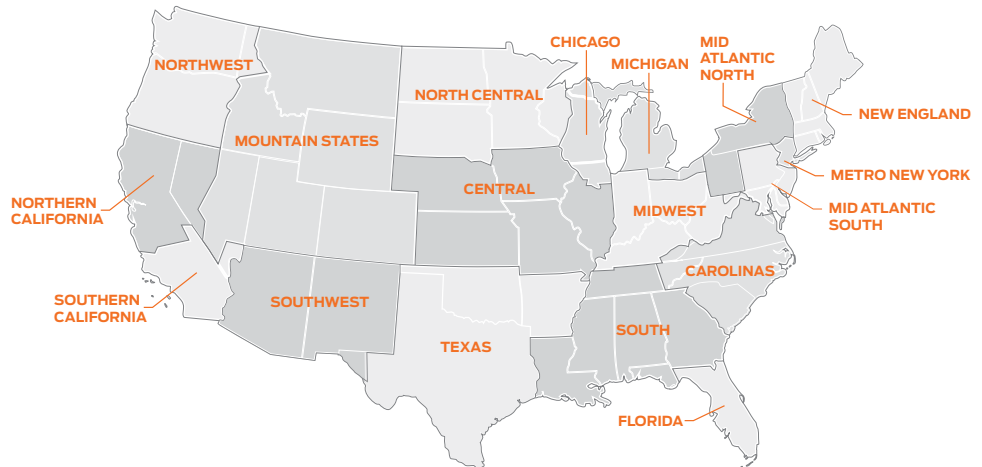 CHICAGO
MID
ATLANTIC
NORTH
MICHIGAN
NORTHWEST
NORTH CENTRAL
NEW ENGLAND
MOUNTAIN STATES
METRO NEW YORK
CENTRAL
NORTHERN
CALIFORNIA
MIDWEST
MID ATLANTIC
SOUTH
CAROLINAS
SOUTHERN
CALIFORNIA
SOUTHWEST
SOUTH
TEXAS
FLORIDA